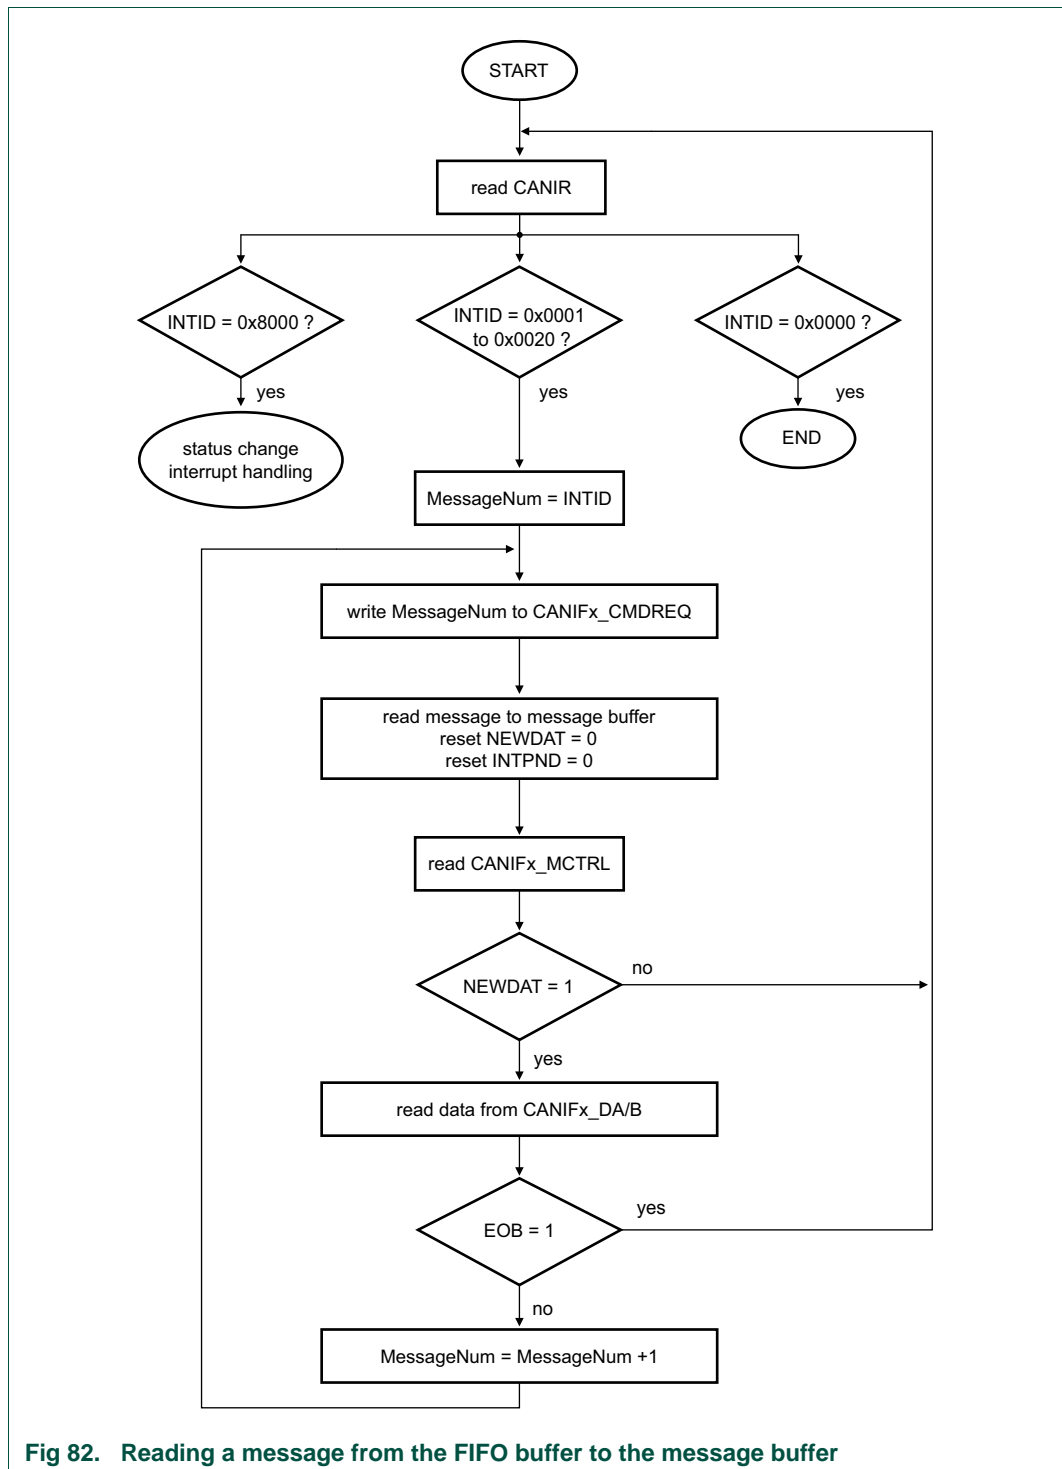 START
read CANIR
INTID = 0x8000 ?
INTID = 0x0001
to 0x0020 ?
INTID = 0x0000 ?
yes
yes
yes
status change
interrupt handling
END
MessageNum = INTID
write MessageNum to CANIFx_CMDREQ
read message to message buffer
reset NEWDAT = 0
reset INTPND = 0
read CANIFx_MCTRL
NEWDAT = 1
no
yes
read data from CANIFx_DA/B
EOB = 1
yes
no
MessageNum = MessageNum +1
Fig 82. Reading a message from the FIFO buffer to the message buffer